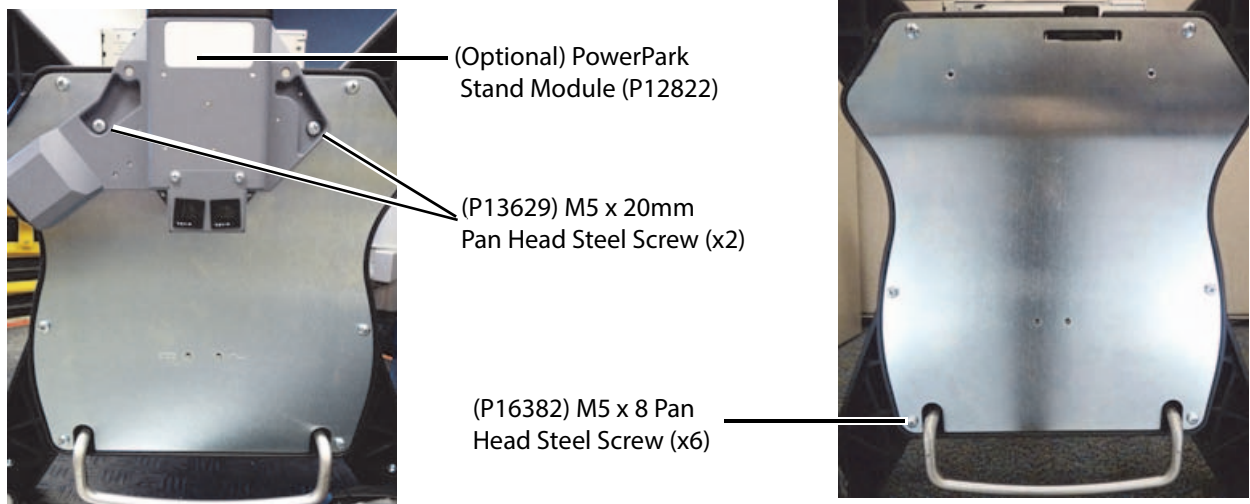 (Optional) PowerPark
Stand Module (P12822)
(P13629) M5 x 20mm
Pan Head Steel Screw (x2)
(P16382) M5 x 8 Pan
Head Steel Screw (x6)